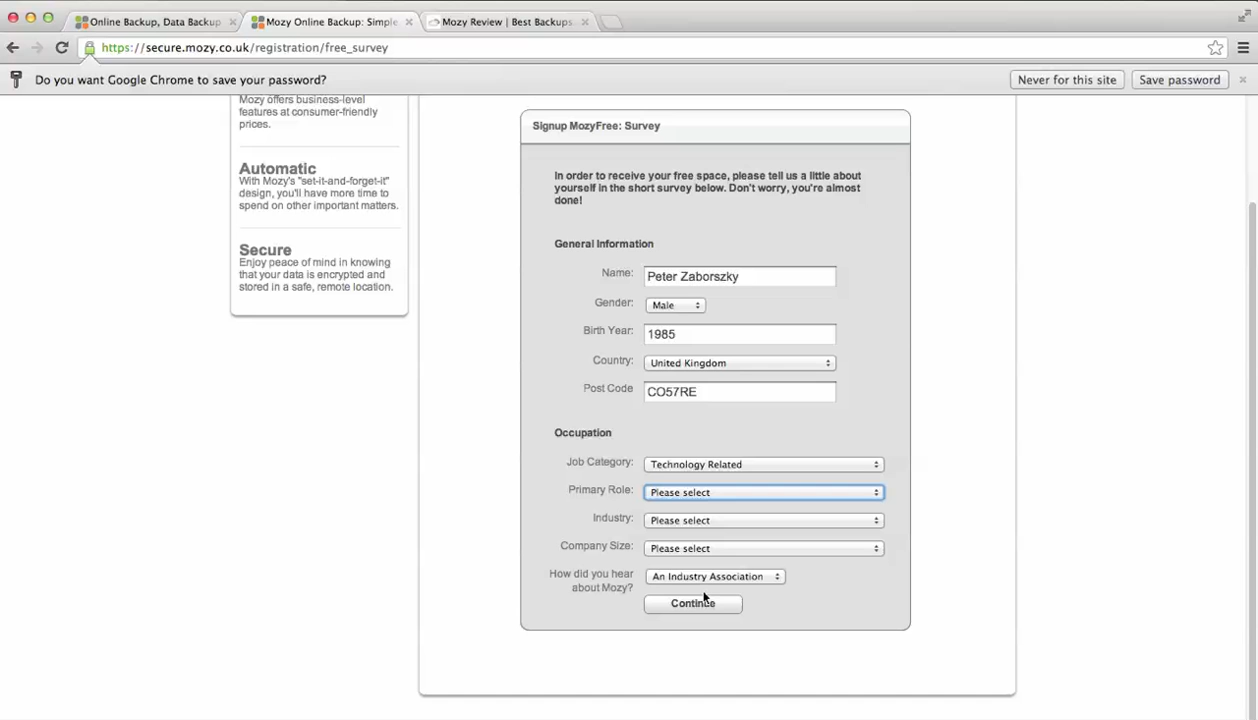 Online Backup, Data Backup
Mozy Online Backup: Simple
Mozy Review | Best Backups
https://secure.mozy.co.uk/registration/free_survey
Do you want Google Chrome to save your password?
Never for this site
Save password
Mozy offers business-level
features at consumer-friendly
prices.
Automatic
With Mozy's "set-it-and-forget-it"
design, you'll have more time to
spend on other important matters.
Secure
Enjoy peace of mind in knowing
that your data is encrypted and
stored in a safe, remote location.
Signup MozyFree: Survey
In order to receive your free space, please tell us a little about
yourself in the short survey below. Don't worry, you're almost
done!
General Information
Name: Peter Zaborszky
Gender: Male
Birth Year: 1985
Country: United Kingdom
Post Code CO57RE
Occupation
Job Category: Technology Related
Primary Role: Please select
Industry: Please select
Company Size: Please select
How did you hear
about Mozy?
An Industry Association
Continue